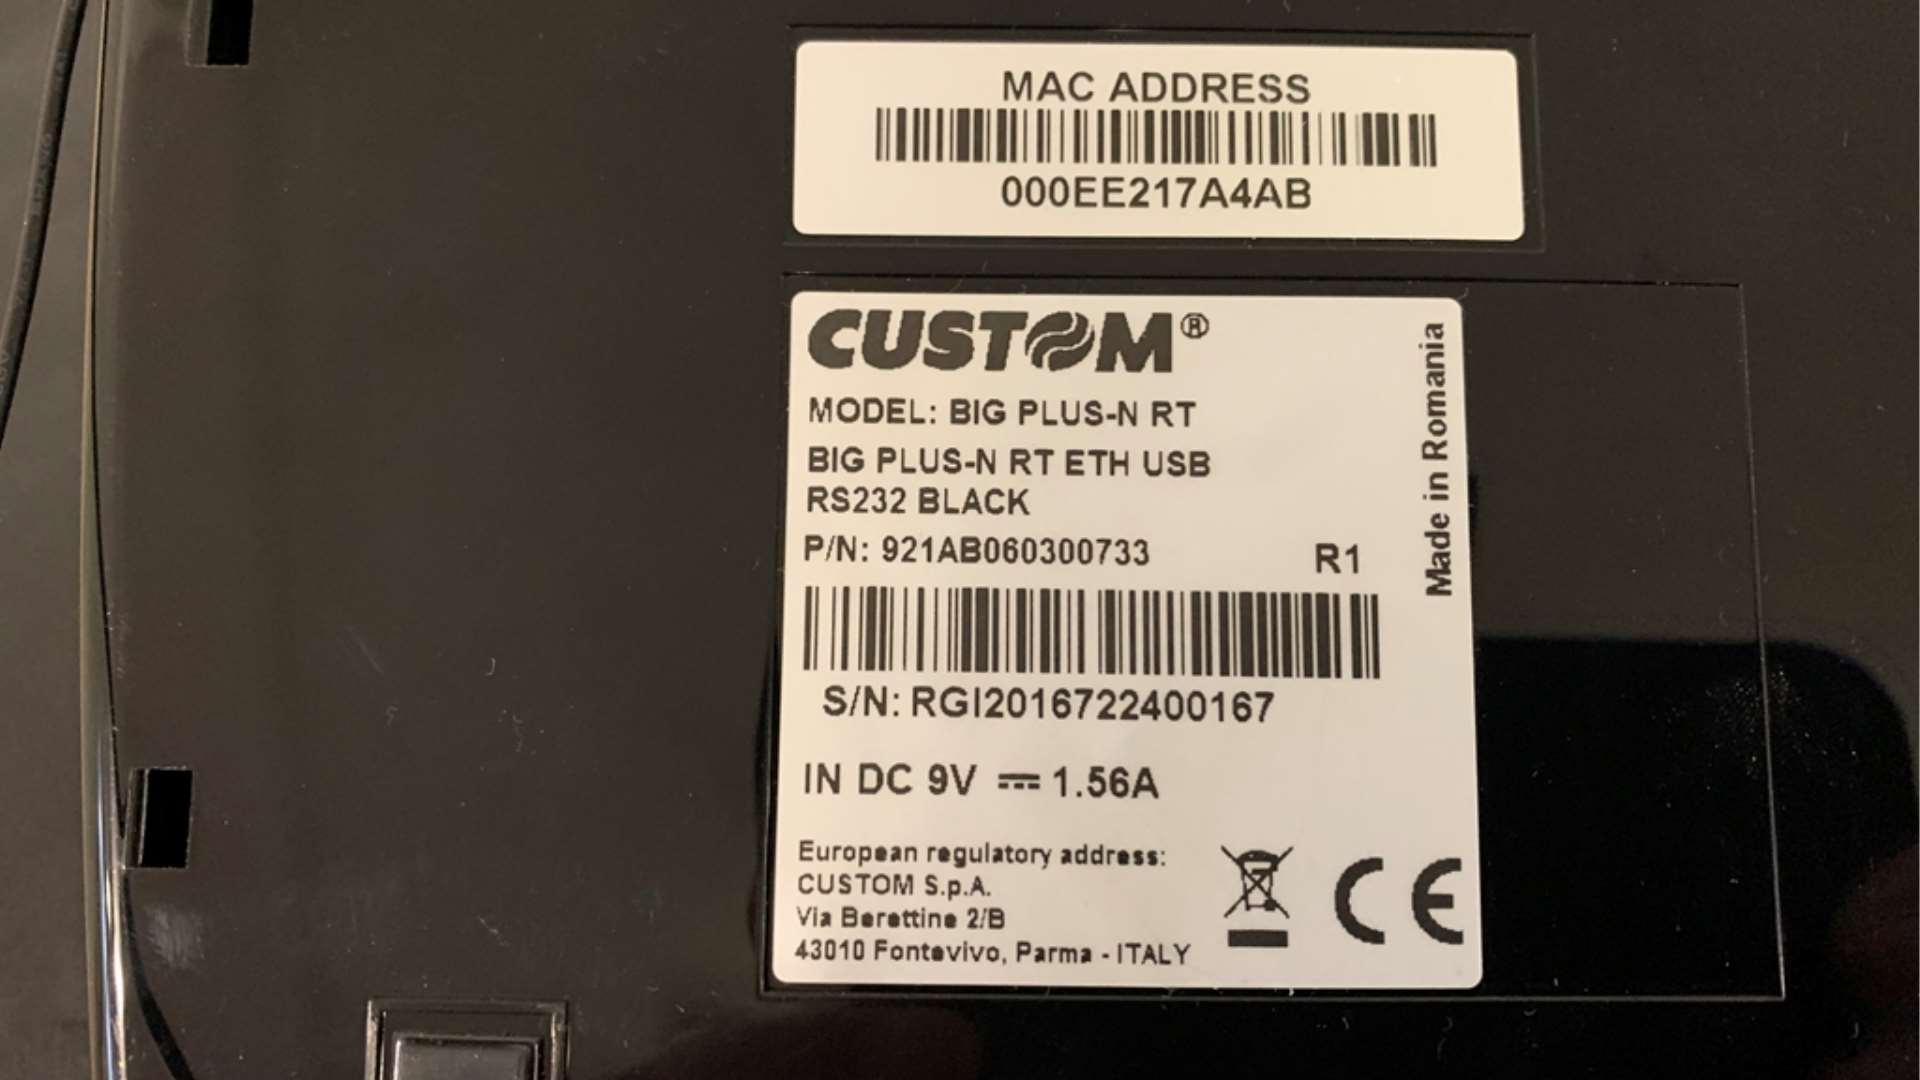 MAC ADDRESS
000EE217A4AB
CUSTOM®
MODEL: BIG PLUS-N RT
BIG PLUS-N RT ETH USB
RS232 BLACK
P/N: 921AB060300733 R1
S/N: RGI2016722400167
IN DC 9V ⎓ 1.56A
European regulatory address:
CUSTOM S.p.A.
Via Berettine 2/B
43010 Fontevivo, Parma - ITALY
CE
Made in Romania